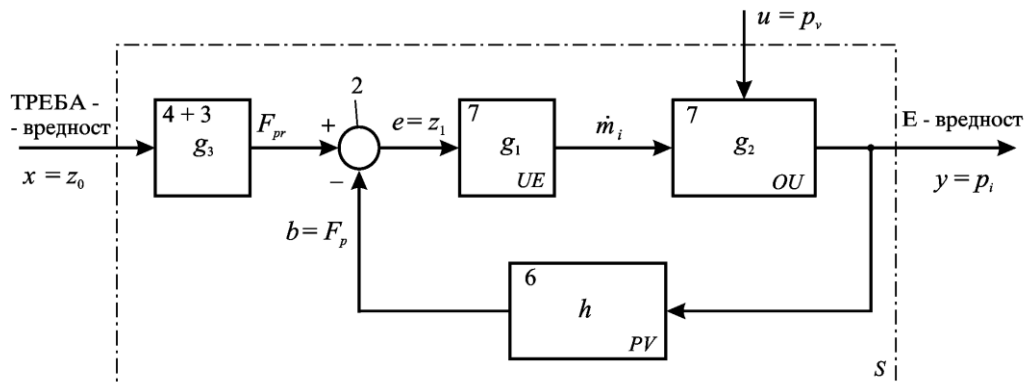 u = pᵥ
2
ТРЕБА -
- вредност
4 + 3
g₃
Fₚᵣ
+
−
e = z₁
7
g₁
UE
ṁᵢ
7
g₂
OU
Е - вредност
x = z₀
y = pᵢ
b = Fₚ
6
h
PV
S